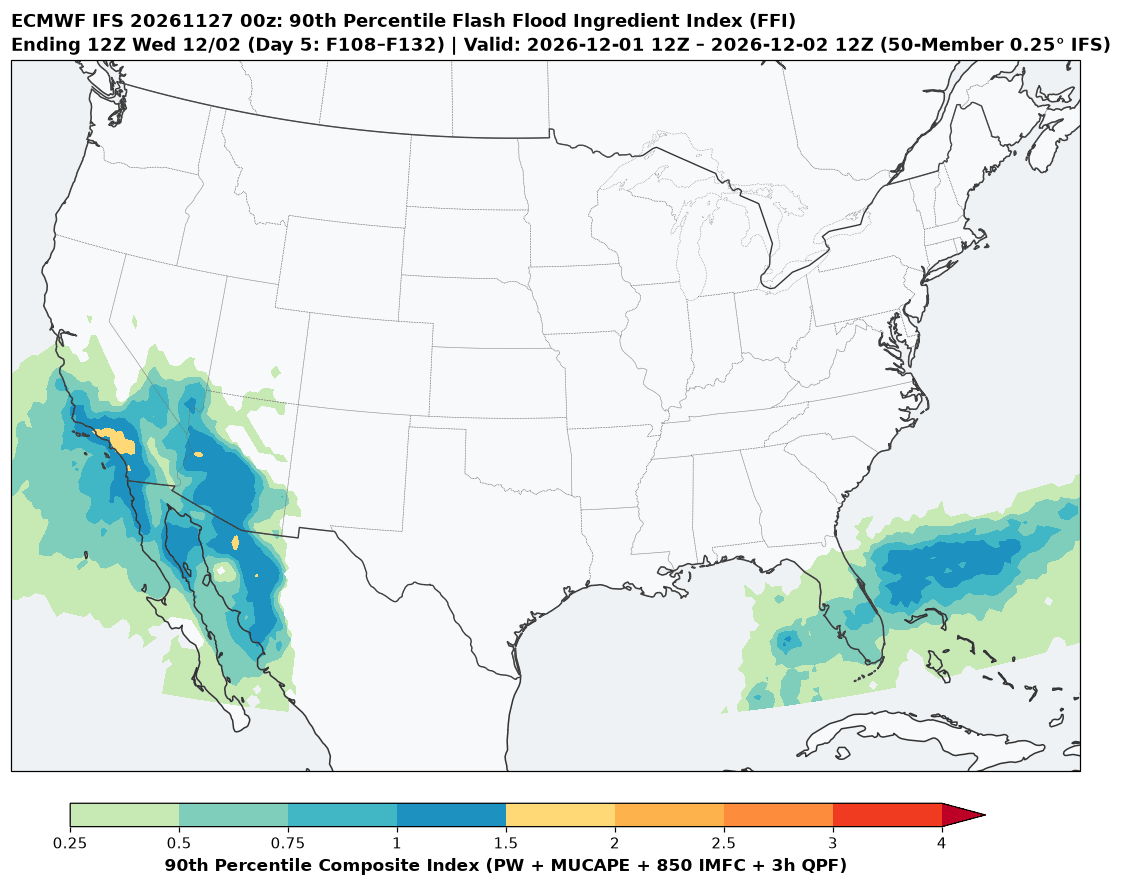 ECMWF IFS 20261127 00z: 90th Percentile Flash Flood Ingredient Index (FFI)
Ending 12Z Wed 12/02 (Day 5: F108–F132) | Valid: 2026-12-01 12Z – 2026-12-02 12Z (50-Member 0.25° IFS)
0.25 0.5 0.75 1 1.5 2 2.5 3 4
90th Percentile Composite Index (PW + MUCAPE + 850 IMFC + 3h QPF)